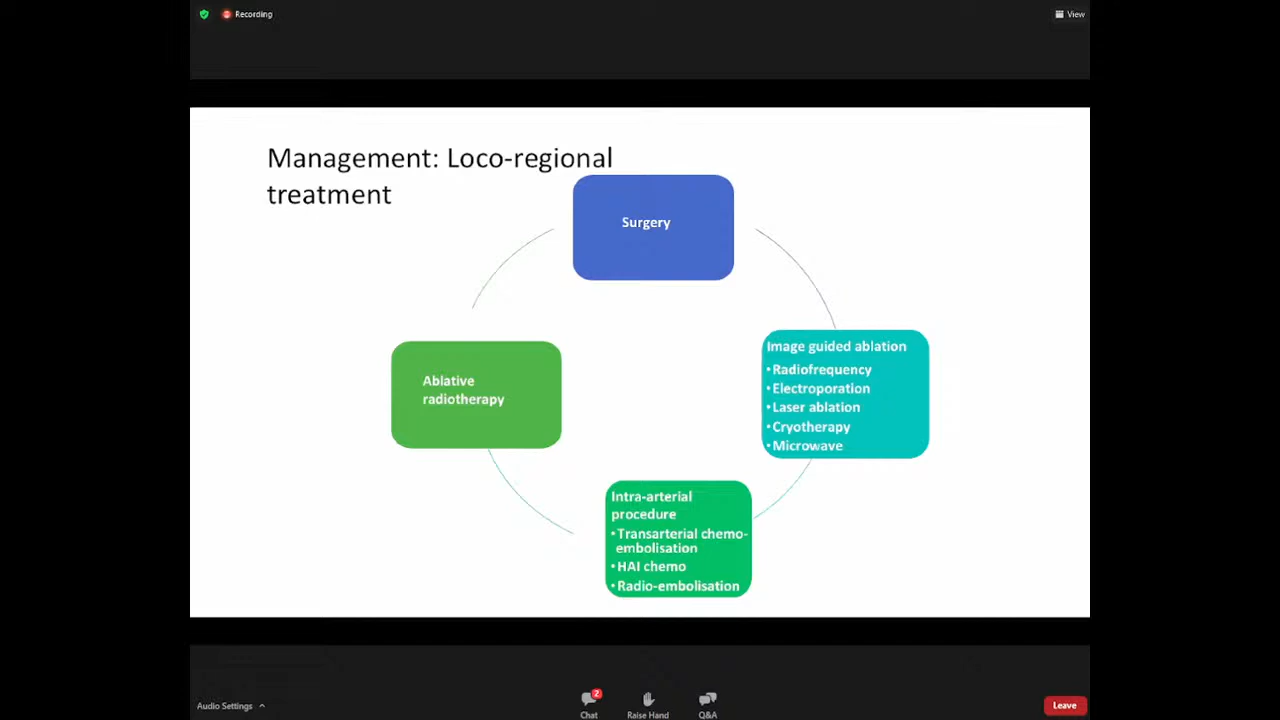 Recording
View
Management: Loco-regional
treatment
Surgery
Image guided ablation
•Radiofrequency
•Electroporation
•Laser ablation
•Cryotherapy
•Microwave
Ablative
radiotherapy
Intra-arterial
procedure
•Transarterial chemo-
embolisation
•HAI chemo
•Radio-embolisation
Audio Settings
2
Chat
Raise Hand
Q&A
Leave